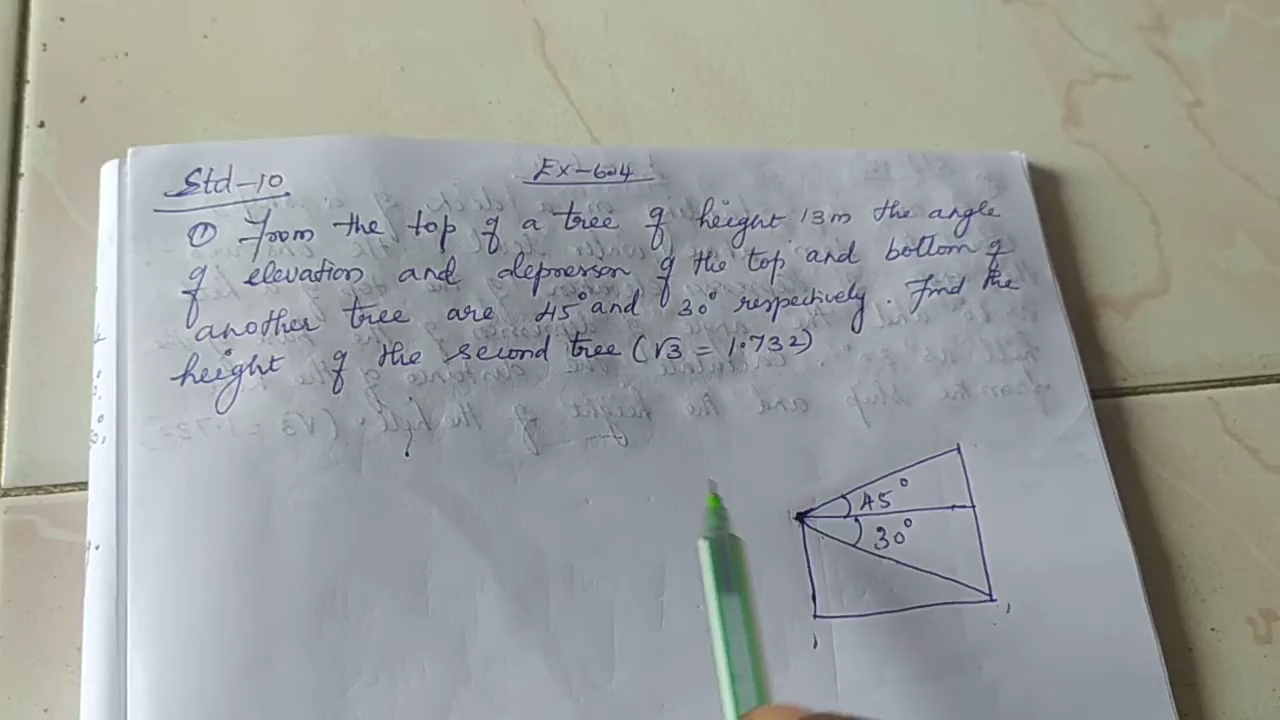 Std-10
Ex-6.4
① From the top of a tree of height 13m the angle
of elevation and depresson of the top and bottom of
another tree are 45° and 30° respectively. Find the
height of the second tree (√3 = 1.732)
45°
30°